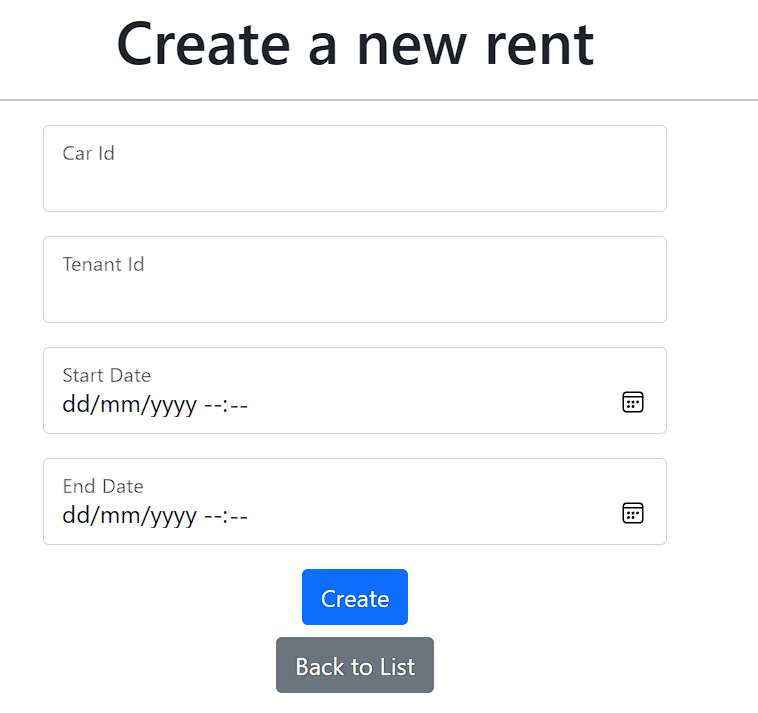 Create a new rent
Car Id
Tenant Id
Start Date
dd/mm/yyyy --:--
End Date
dd/mm/yyyy --:--
Create
Back to List